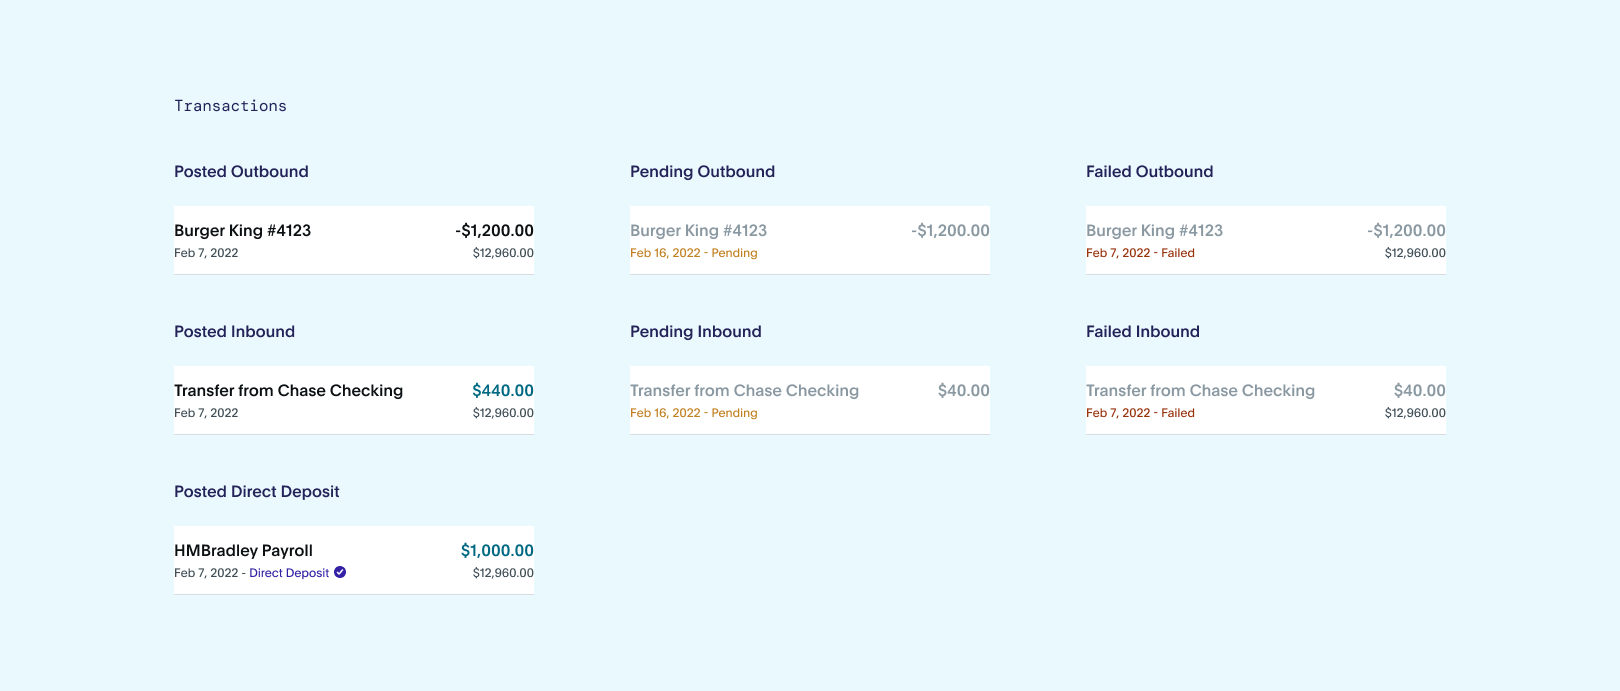 Transactions
Posted Outbound
Burger King #4123 -$1,200.00
Feb 7, 2022 $12,960.00
Pending Outbound
Burger King #4123 -$1,200.00
Feb 16, 2022 - Pending
Failed Outbound
Burger King #4123 -$1,200.00
Feb 7, 2022 - Failed $12,960.00
Posted Inbound
Transfer from Chase Checking $440.00
Feb 7, 2022 $12,960.00
Pending Inbound
Transfer from Chase Checking $40.00
Feb 16, 2022 - Pending
Failed Inbound
Transfer from Chase Checking $40.00
Feb 7, 2022 - Failed $12,960.00
Posted Direct Deposit
HMBradley Payroll $1,000.00
Feb 7, 2022 - Direct Deposit $12,960.00